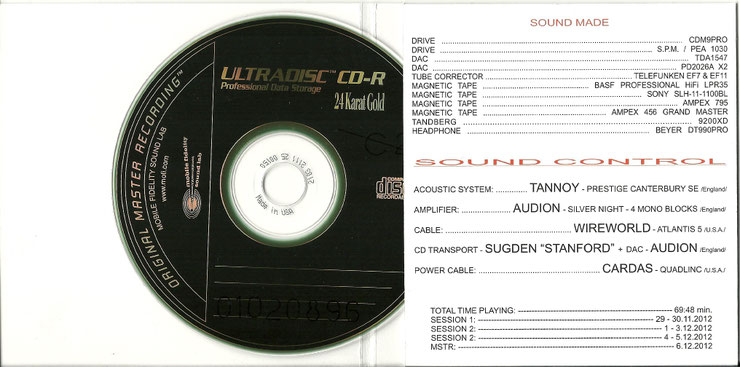 ULTRADISC™ CD-R
Professional Data Storage
24 Karat Gold
ORIGINAL MASTER RECORDING™
MOBILE FIDELITY SOUND LAB
www.mofi.com
mobile fidelity
sound lab
Made in USA
G1020896
SOUND MADE
DRIVE ... CDM9PRO
DRIVE ... S.P.M. / PEA 1030
DAC ... TDA1547
DAC ... PD2026A X2
TUBE CORRECTOR ... TELEFUNKEN EF7 & EF11
MAGNETIC TAPE ... BASF PROFESSIONAL HiFi LPR35
MAGNETIC TAPE ... SONY SLH-11-1100BL
MAGNETIC TAPE ... AMPEX 795
MAGNETIC TAPE ... AMPEX 456 GRAND MASTER
TANDBERG ... 9200XD
HEADPHONE ... BEYER DT990PRO
SOUND CONTROL
ACOUSTIC SYSTEM: ... TANNOY - PRESTIGE CANTERBURY SE /England/
AMPLIFIER: ... AUDION - SILVER NIGHT - 4 MONO BLOCKS /England/
CABLE: ... WIREWORLD - ATLANTIS 5 /U.S.A./
CD TRANSPORT - SUGDEN "STANFORD" + DAC - AUDION /England/
POWER CABLE: ... CARDAS - QUADLINC /U.S.A./
TOTAL TIME PLAYING: --- 69:48 min.
SESSION 1: --- 29 - 30.11.2012
SESSION 2: --- 1 - 3.12.2012
SESSION 2: --- 4 - 5.12.2012
MSTR: --- 6.12.2012